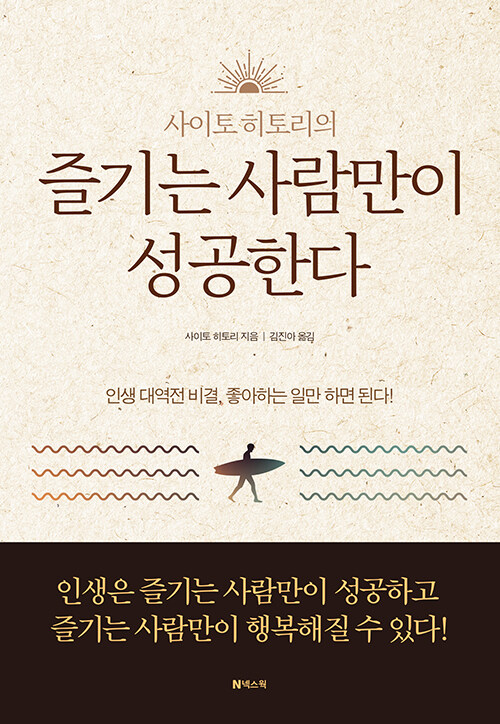 사이토 히토리의
즐기는 사람만이
성공한다
사이토 히토리 지음 | 김진아 옮김
인생 대역전 비결, 좋아하는 일만 하면 된다!
인생은 즐기는 사람만이 성공하고
즐기는 사람만이 행복해질 수 있다!
N넥스웍